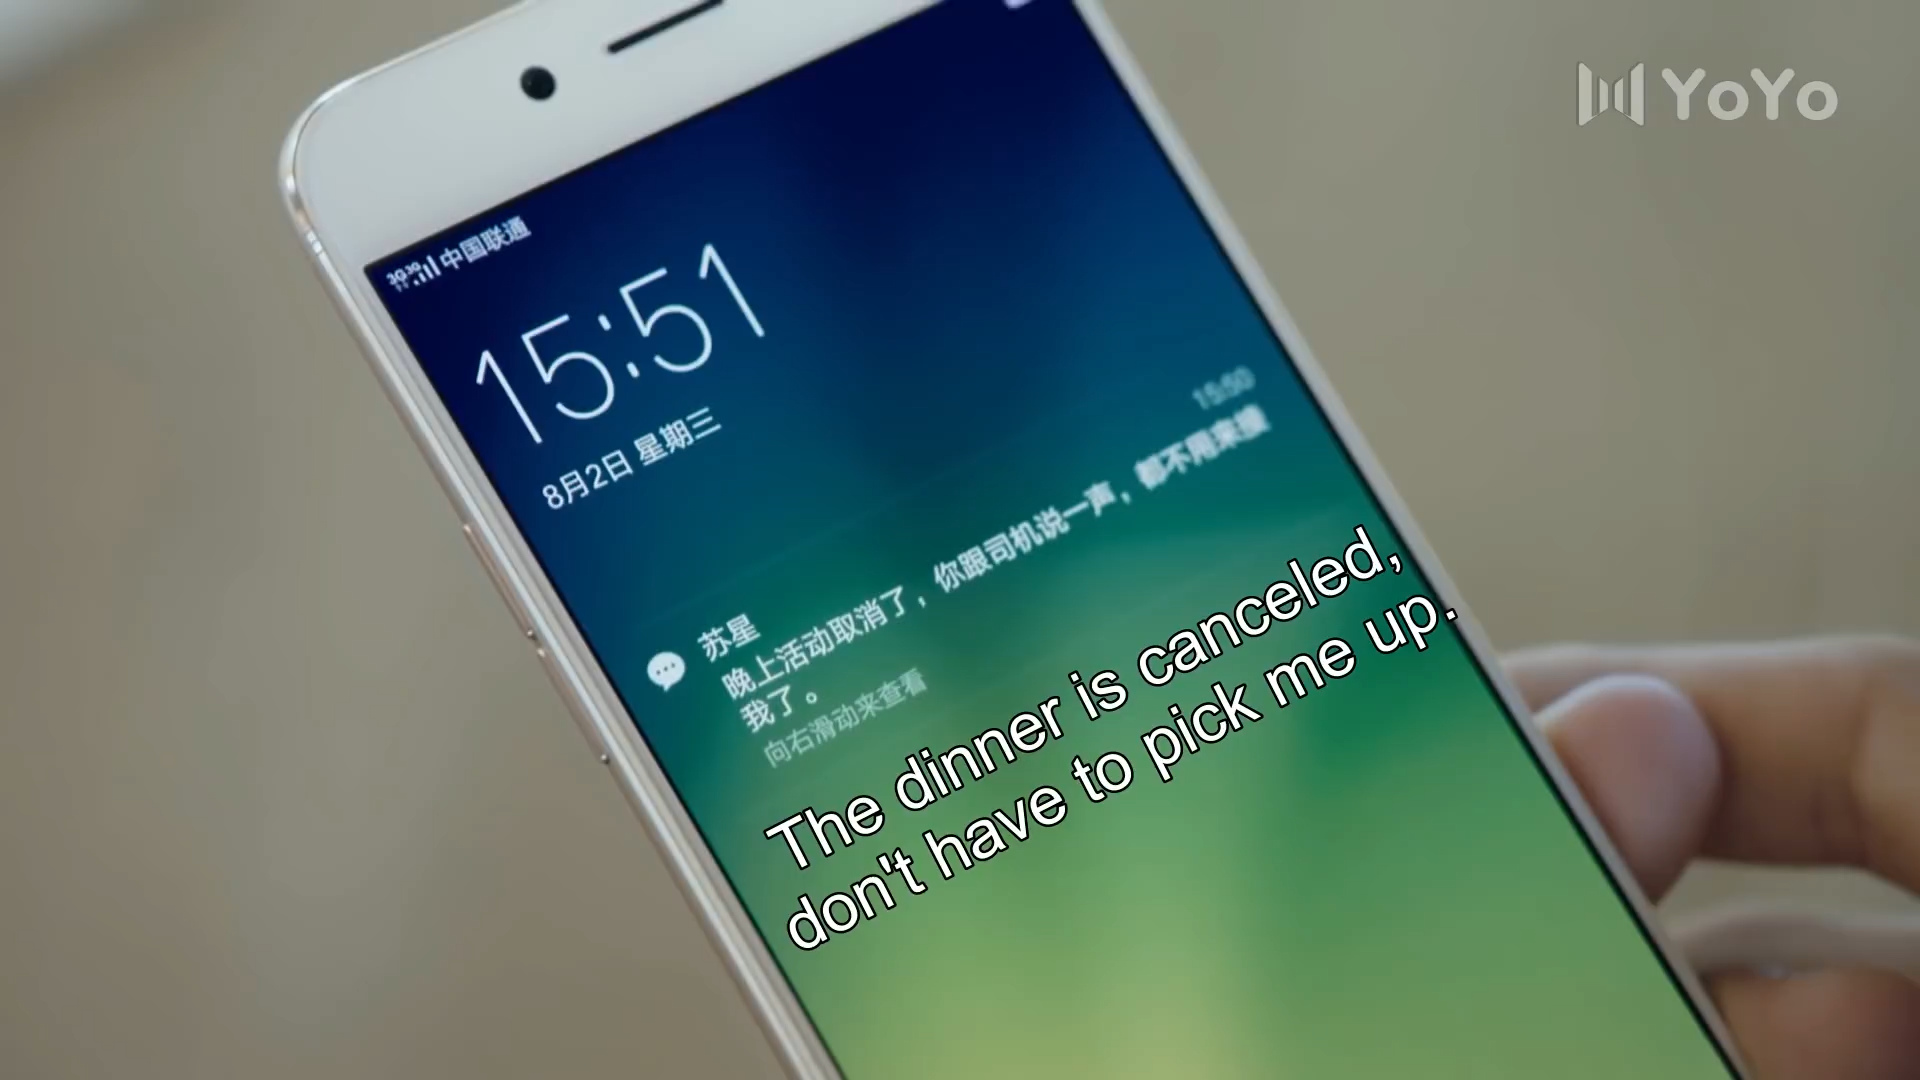 YoYo
中国联通
15:51
8月2日 星期三
15:50
苏星
晚上活动取消了，你跟司机说一声，都不用来接
我了。
向右滑动来查看
The dinner is canceled,
don't have to pick me up.